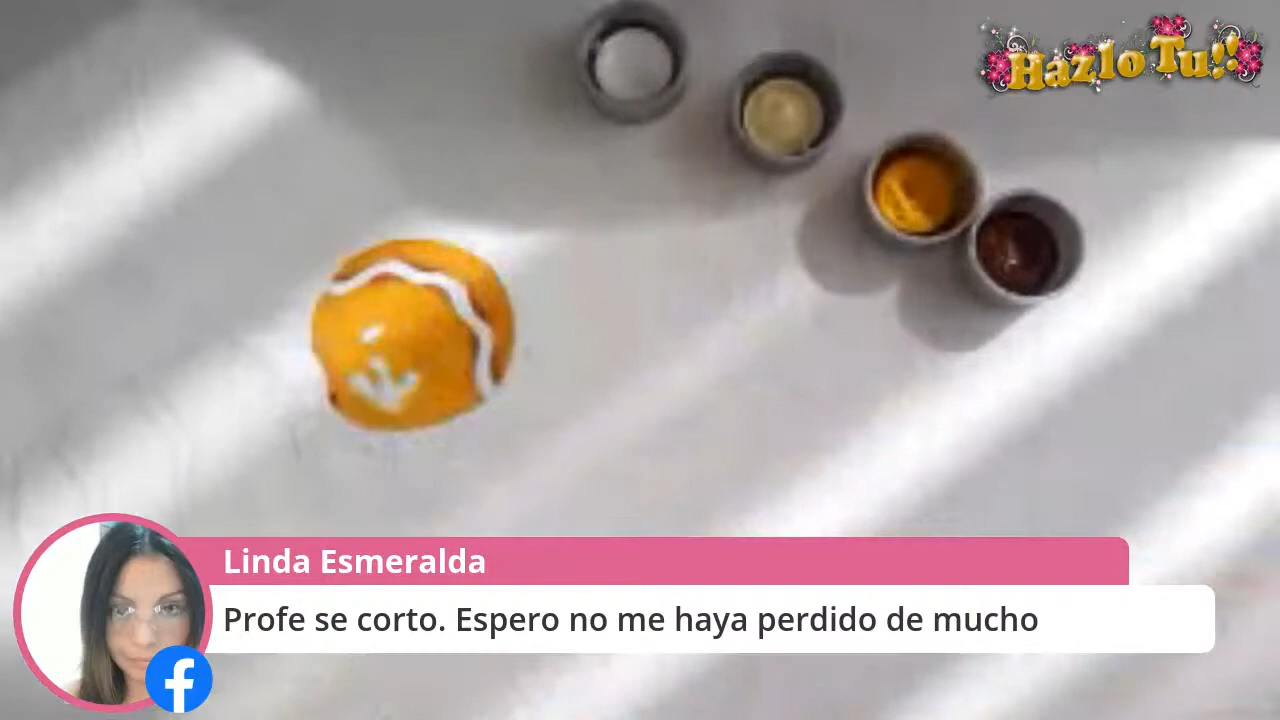 Hazlo Tu!!
Linda Esmeralda
Profe se corto. Espero no me haya perdido de mucho